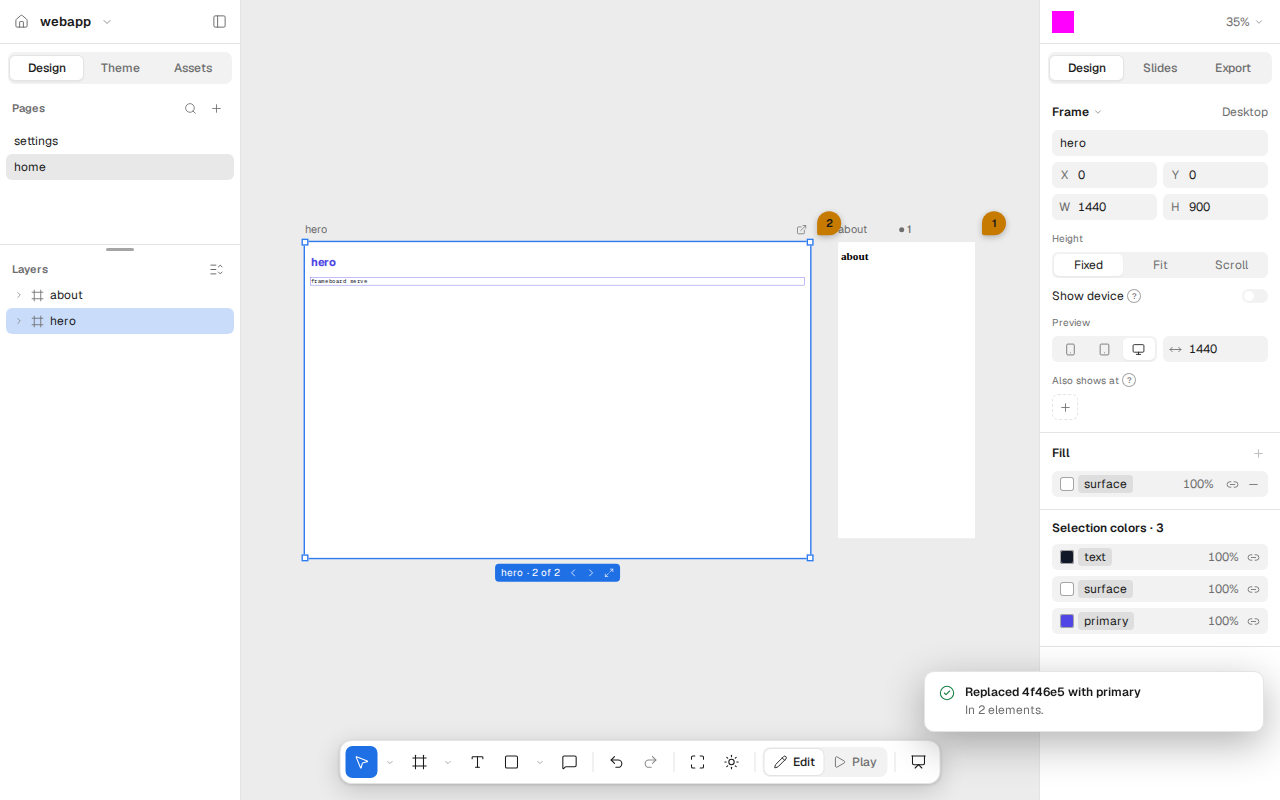 webapp
35%
Design
Theme
Assets
Design
Slides
Export
Pages
settings
home
Layers
about
hero
hero
2
about
1
1
hero
frameboard serve
about
hero · 2 of 2
Frame
Desktop
hero
X 0
Y 0
W 1440
H 900
Height
Fixed
Fit
Scroll
Show device ?
Preview
1440
Also shows at ?
Fill
surface 100%
Selection colors · 3
text 100%
surface 100%
primary 100%
Replaced 4f46e5 with primary
In 2 elements.
Edit
Play